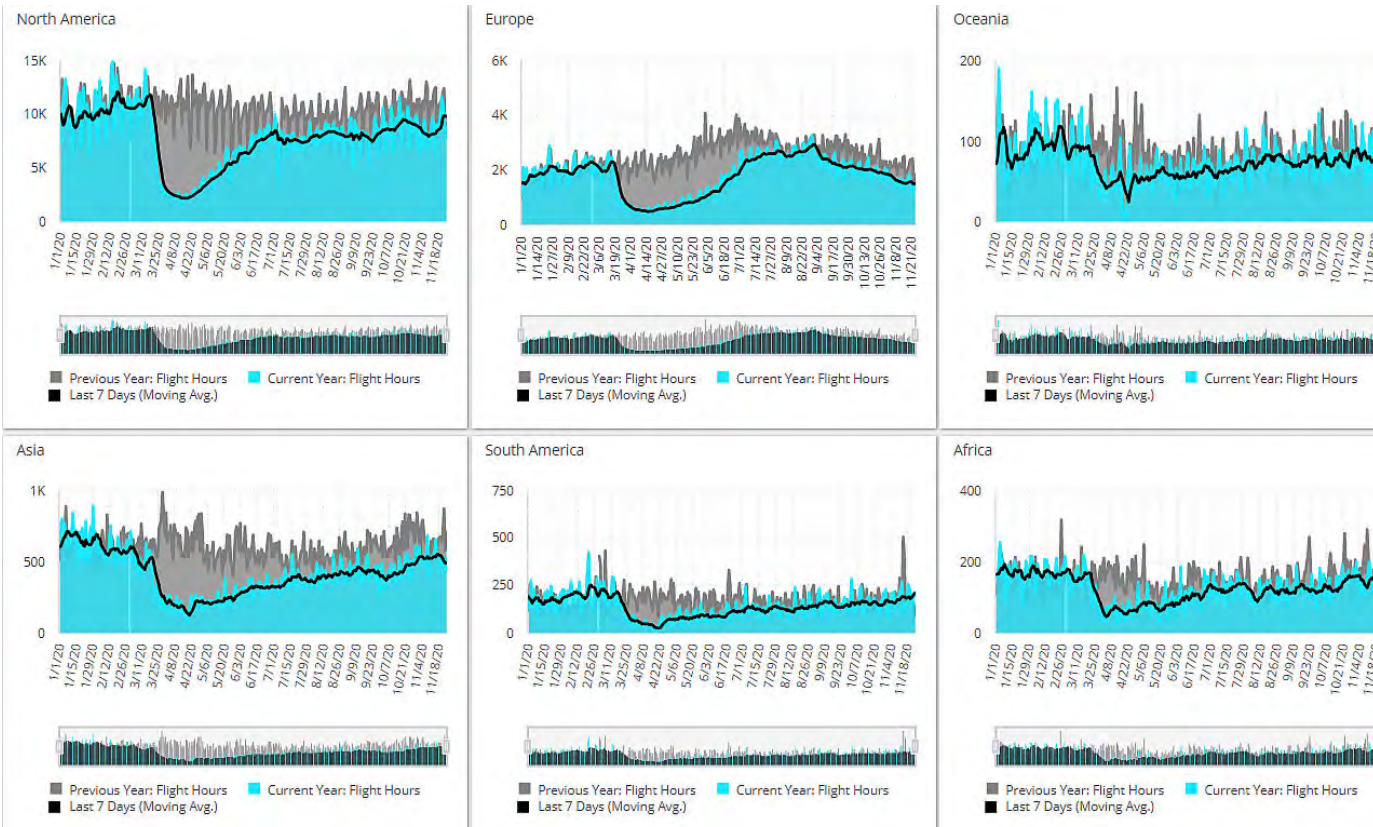 North America
15K
10K
5K
0
1/1/20 1/15/20 1/29/20 2/12/20 2/26/20 3/11/20 3/25/20 4/8/20 4/22/20 5/6/20 5/20/20 6/3/20 6/17/20 7/1/20 7/15/20 7/29/20 8/12/20 8/26/20 9/9/20 9/23/20 10/7/20 10/21/20 11/4/20 11/18/20
Previous Year: Flight Hours Current Year: Flight Hours
Last 7 Days (Moving Avg.)
Europe
6K
4K
2K
0
1/1/20 1/14/20 1/27/20 2/9/20 2/22/20 3/6/20 3/19/20 4/1/20 4/14/20 4/27/20 5/10/20 5/23/20 6/5/20 6/18/20 7/1/20 7/14/20 7/27/20 8/9/20 8/22/20 9/4/20 9/17/20 9/30/20 10/13/20 10/26/20 11/8/20 11/21/20
Previous Year: Flight Hours Current Year: Flight Hours
Last 7 Days (Moving Avg.)
Oceania
200
100
0
1/1/20 1/15/20 1/29/20 2/12/20 2/26/20 3/11/20 3/25/20 4/8/20 4/22/20 5/6/20 5/20/20 6/3/20 6/17/20 7/1/20 7/15/20 7/29/20 8/12/20 8/26/20 9/9/20 9/23/20 10/7/20 10/21/20 11/4/20
Previous Year: Flight Hours Current Year: Flight Hours
Last 7 Days (Moving Avg.)
Asia
1K
500
0
1/1/20 1/15/20 1/29/20 2/12/20 2/26/20 3/11/20 3/25/20 4/8/20 4/22/20 5/6/20 5/20/20 6/3/20 6/17/20 7/1/20 7/15/20 7/29/20 8/12/20 8/26/20 9/9/20 9/23/20 10/7/20 10/21/20 11/4/20 11/18/20
Previous Year: Flight Hours Current Year: Flight Hours
Last 7 Days (Moving Avg.)
South America
750
500
250
0
1/1/20 1/15/20 1/29/20 2/12/20 2/26/20 3/11/20 3/25/20 4/8/20 4/22/20 5/6/20 5/20/20 6/3/20 6/17/20 7/1/20 7/15/20 7/29/20 8/12/20 8/26/20 9/9/20 9/23/20 10/7/20 10/21/20 11/4/20 11/18/20
Previous Year: Flight Hours Current Year: Flight Hours
Last 7 Days (Moving Avg.)
Africa
400
200
0
1/1/20 1/15/20 1/29/20 2/12/20 2/26/20 3/11/20 3/25/20 4/8/20 4/22/20 5/6/20 5/20/20 6/3/20 6/17/20 7/1/20 7/15/20 7/29/20 8/12/20 8/26/20 9/9/20 9/23/20 10/7/20 10/21/20 11/4/20
Previous Year: Flight Hours Current Year: Flight Hours
Last 7 Days (Moving Avg.)